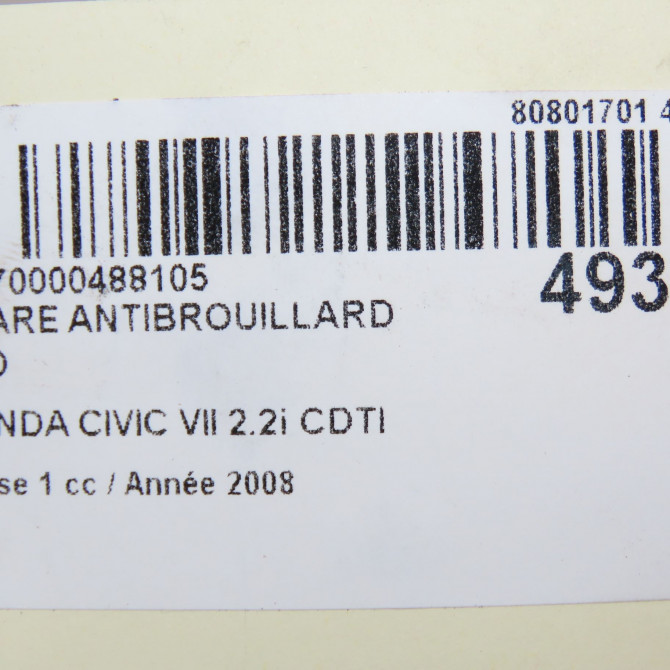 80801701 4
70000488105
493
ARE ANTIBROUILLARD
D
NDA CIVIC VII 2.2i CDTI
se 1 cc / Année 2008